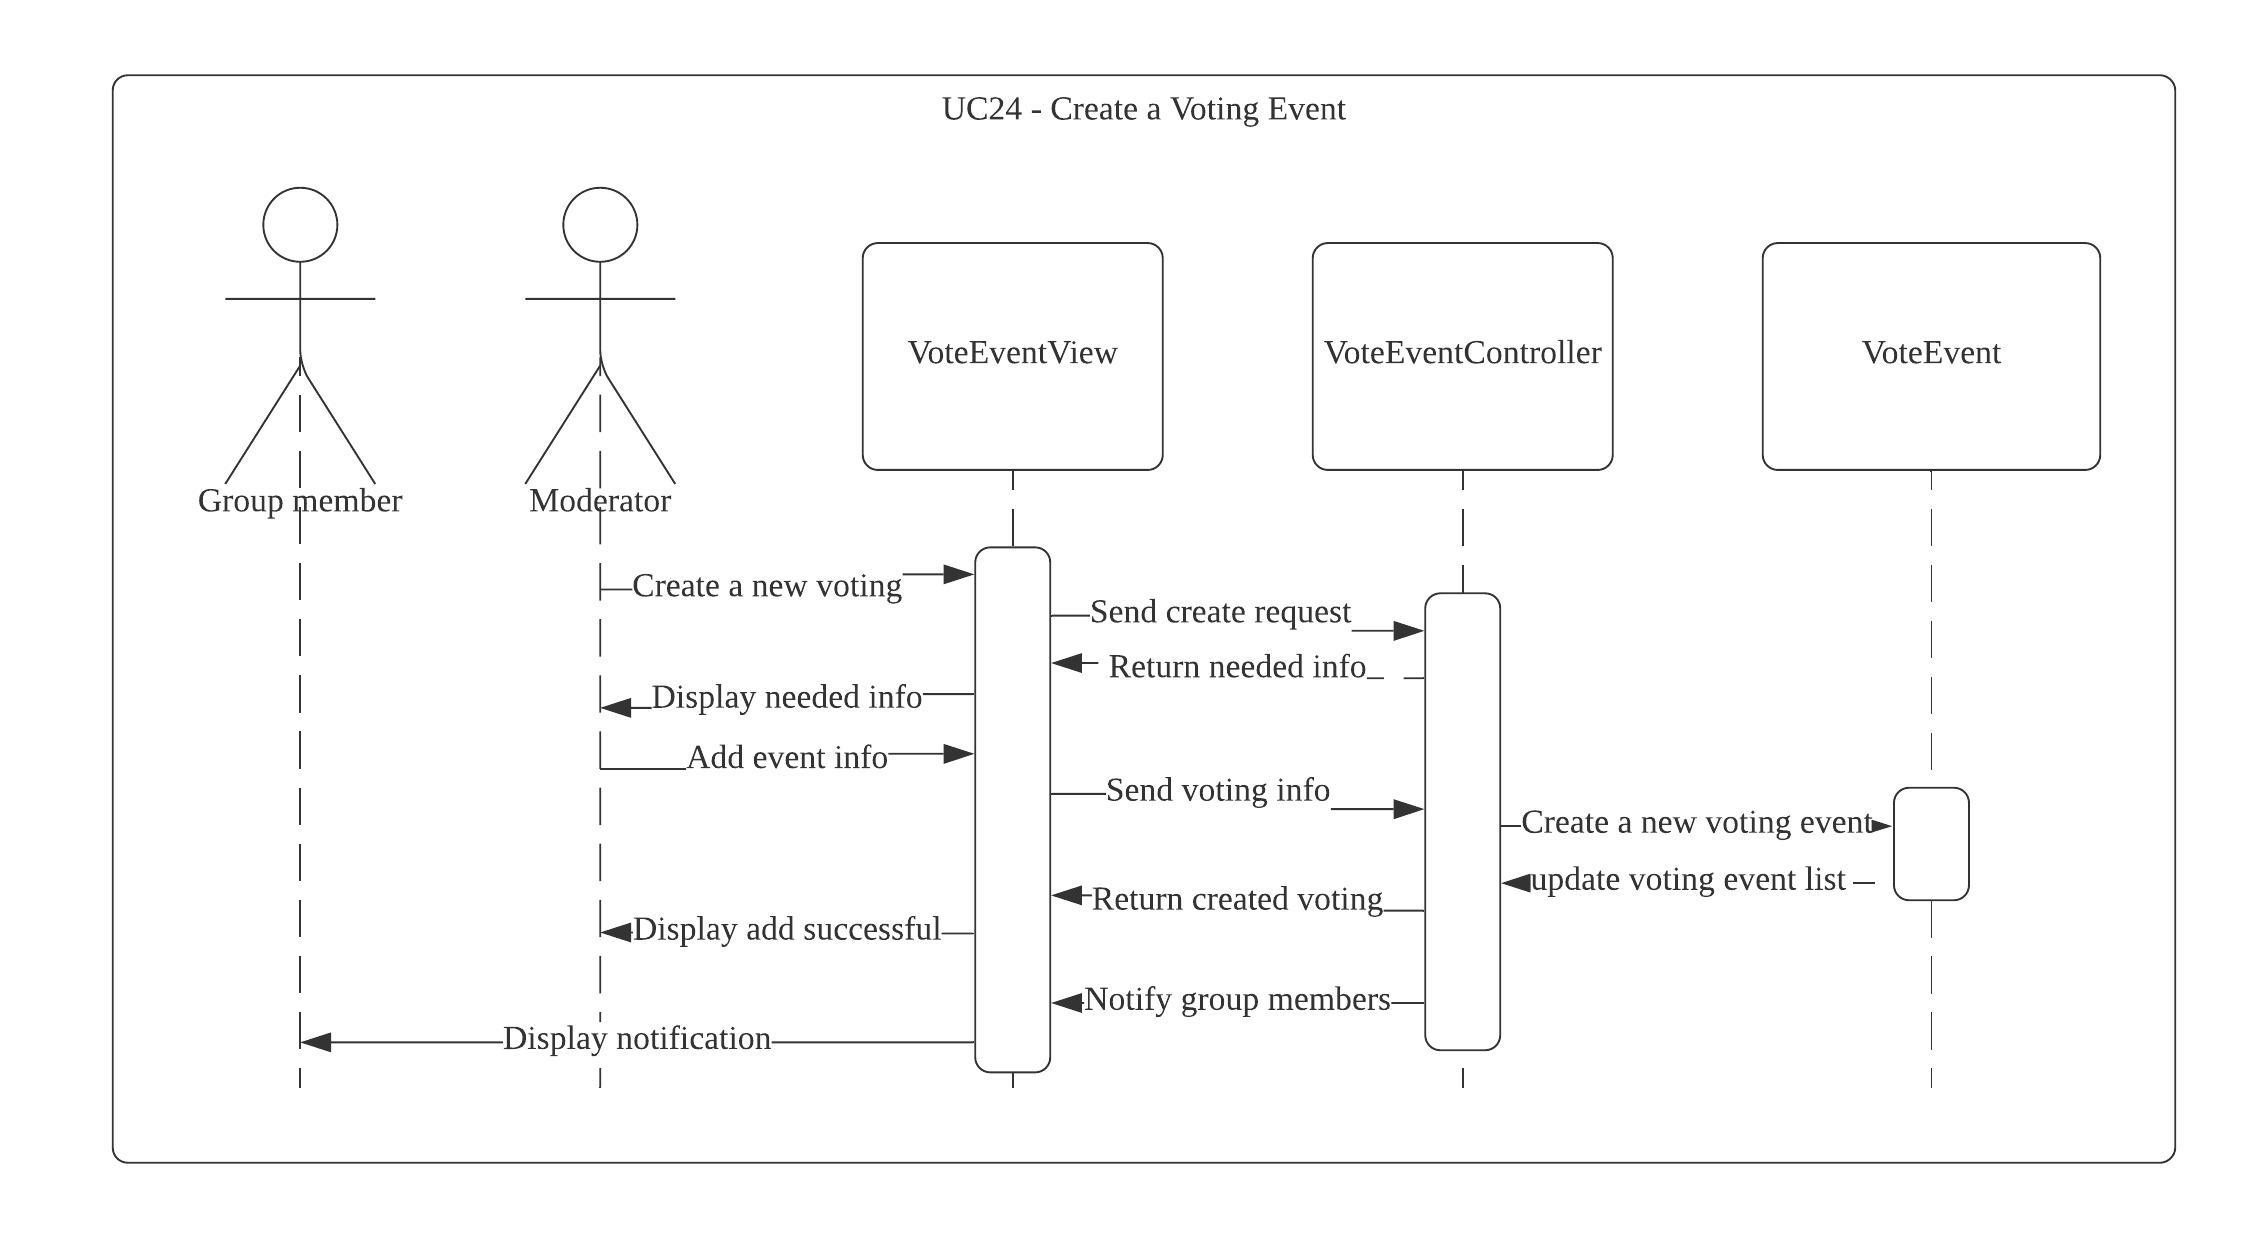 UC24 - Create a Voting Event
VoteEventView
VoteEventController
VoteEvent
Group member
Moderator
Create a new voting
Send create request
Return needed info
Display needed info
Add event info
Send voting info
Create a new voting event
update voting event list
Return created voting
Display add successful
Notify group members
Display notification